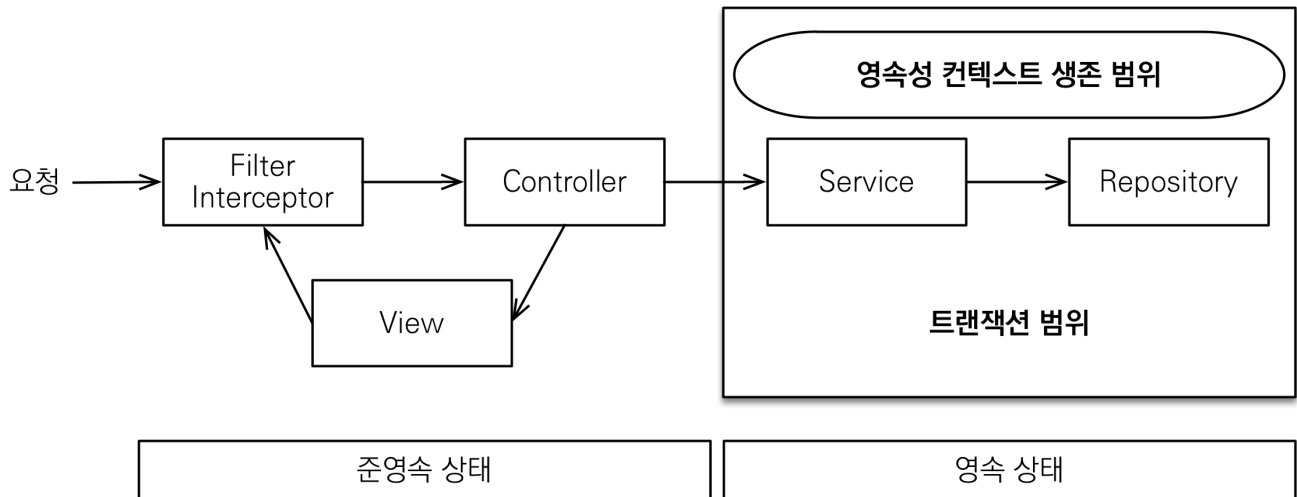 영속성 컨텍스트 생존 범위
요청
Filter
Interceptor
Controller
Service
Repository
View
트랜잭션 범위
준영속 상태
영속 상태